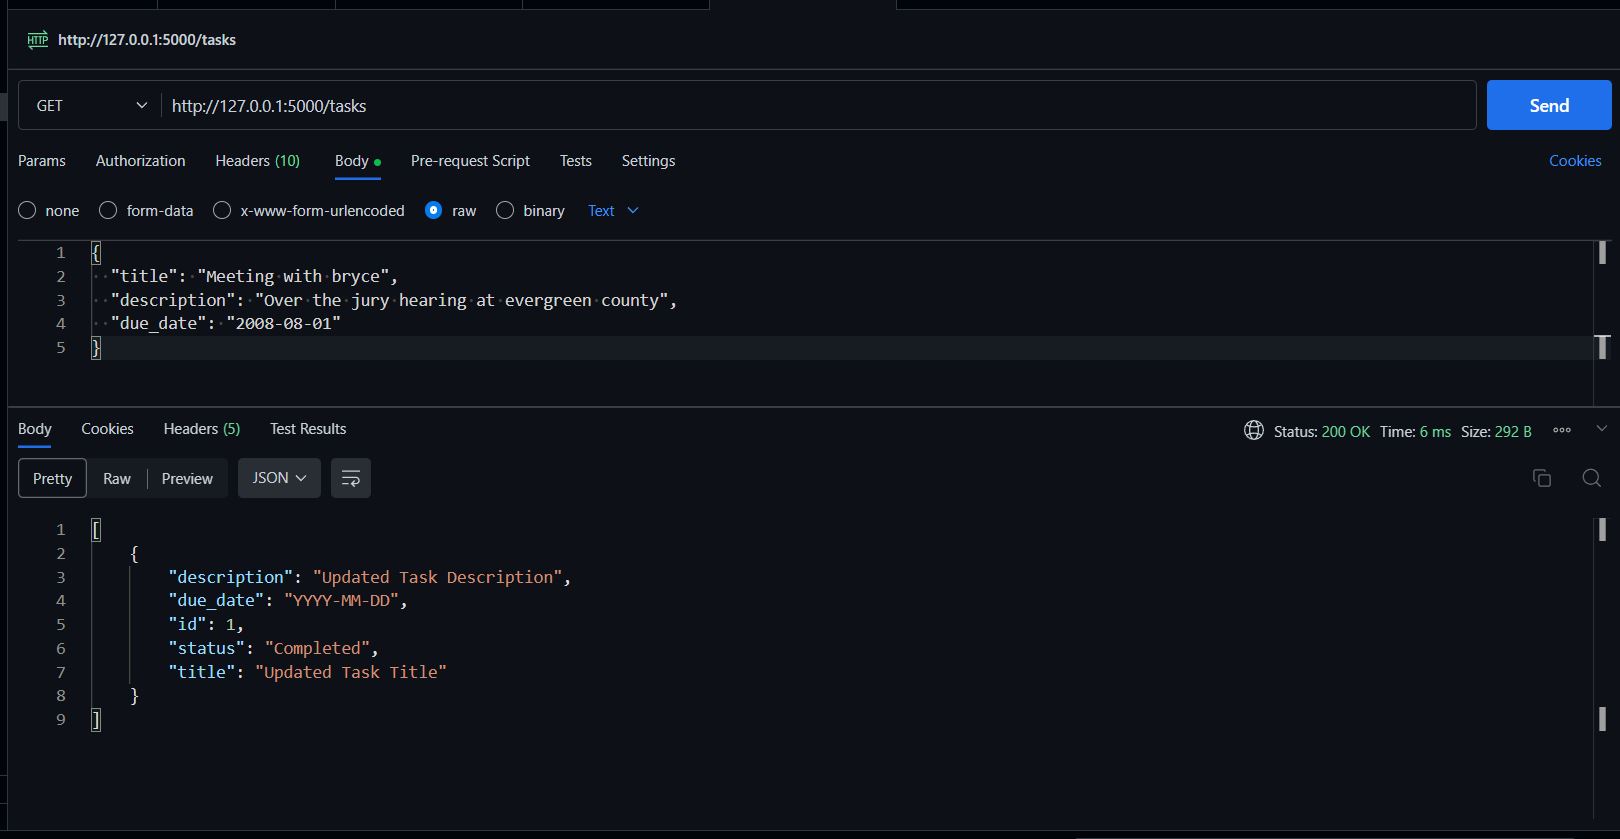 HTTP http://127.0.0.1:5000/tasks
GET http://127.0.0.1:5000/tasks Send
Params Authorization Headers (10) Body Pre-request Script Tests Settings Cookies
none form-data x-www-form-urlencoded raw binary Text
1 {
2 "title": "Meeting with bryce",
3 "description": "Over the jury hearing at evergreen county",
4 "due_date": "2008-08-01"
5 }
Body Cookies Headers (5) Test Results Status: 200 OK Time: 6 ms Size: 292 B
Pretty Raw Preview JSON
1 [
2 {
3 "description": "Updated Task Description",
4 "due_date": "YYYY-MM-DD",
5 "id": 1,
6 "status": "Completed",
7 "title": "Updated Task Title"
8 }
9 ]